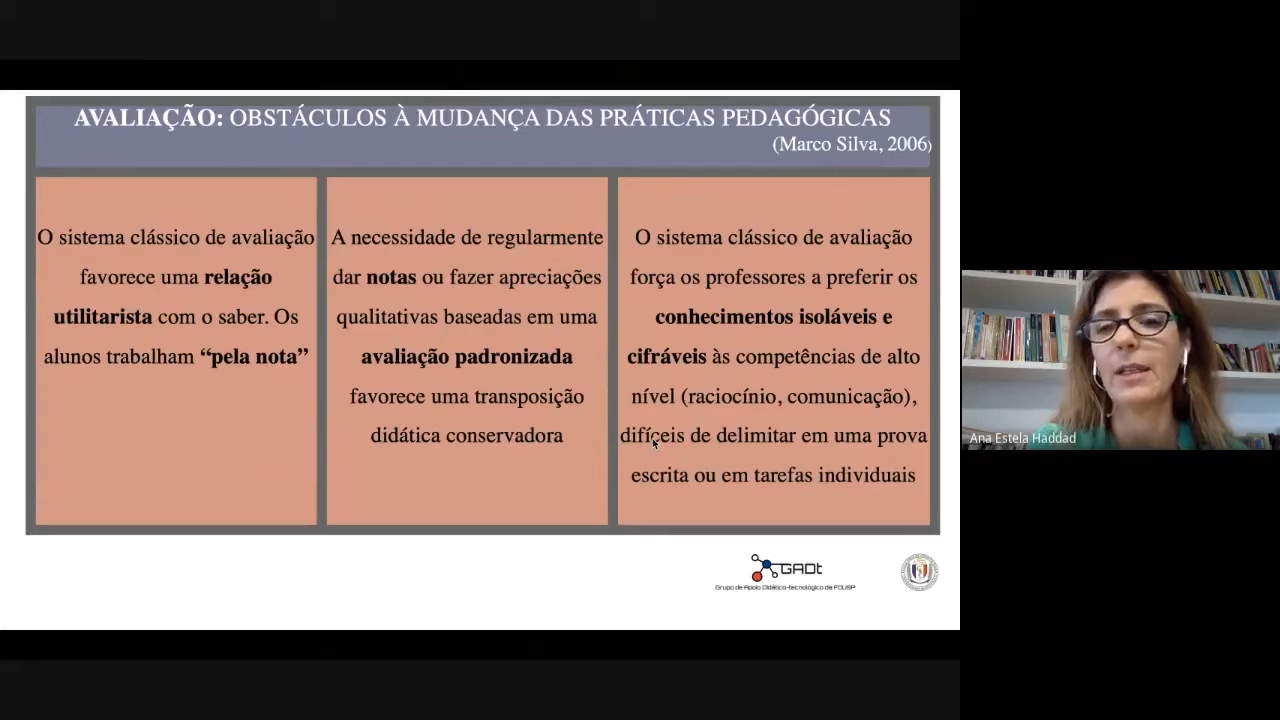 AVALIAÇÃO: OBSTÁCULOS À MUDANÇA DAS PRÁTICAS PEDAGÓGICAS
(Marco Silva, 2006)
O sistema clássico de avaliação
favorece uma relação
utilitarista com o saber. Os
alunos trabalham “pela nota”
A necessidade de regularmente
dar notas ou fazer apreciações
qualitativas baseadas em uma
avaliação padronizada
favorece uma transposição
didática conservadora
O sistema clássico de avaliação
força os professores a preferir os
conhecimentos isoláveis e
cifráveis às competências de alto
nível (raciocínio, comunicação),
difíceis de delimitar em uma prova
escrita ou em tarefas individuais
GADt
Grupo de Apoio Didático-tecnológico da FOUSP
Ana Estela Haddad